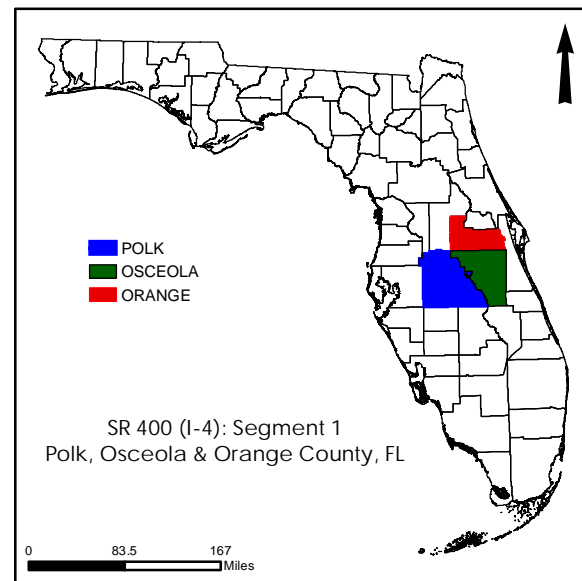 POLK
OSCEOLA
ORANGE
SR 400 (I-4): Segment 1
Polk, Osceola & Orange County, FL
0 83.5 167
Miles